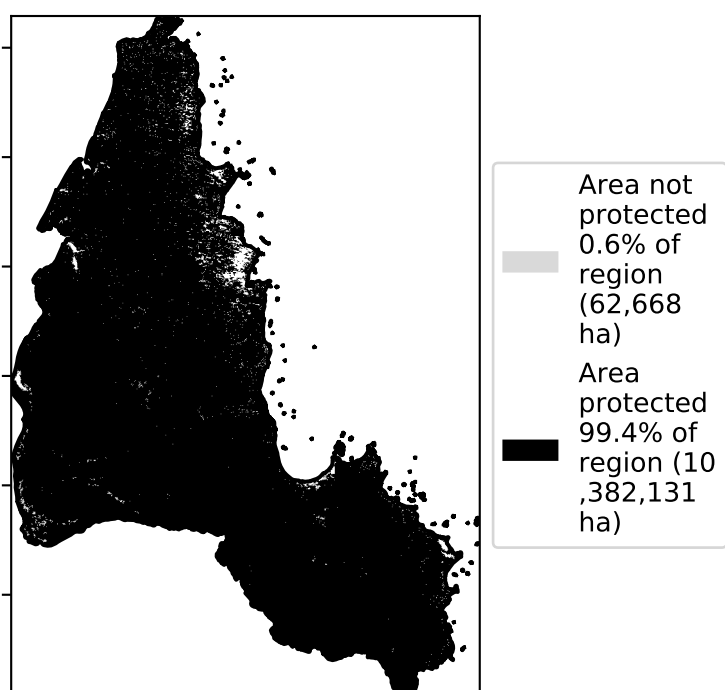 Area not
protected
0.6% of
region
(62,668
ha)
Area
protected
99.4% of
region (10
,382,131
ha)